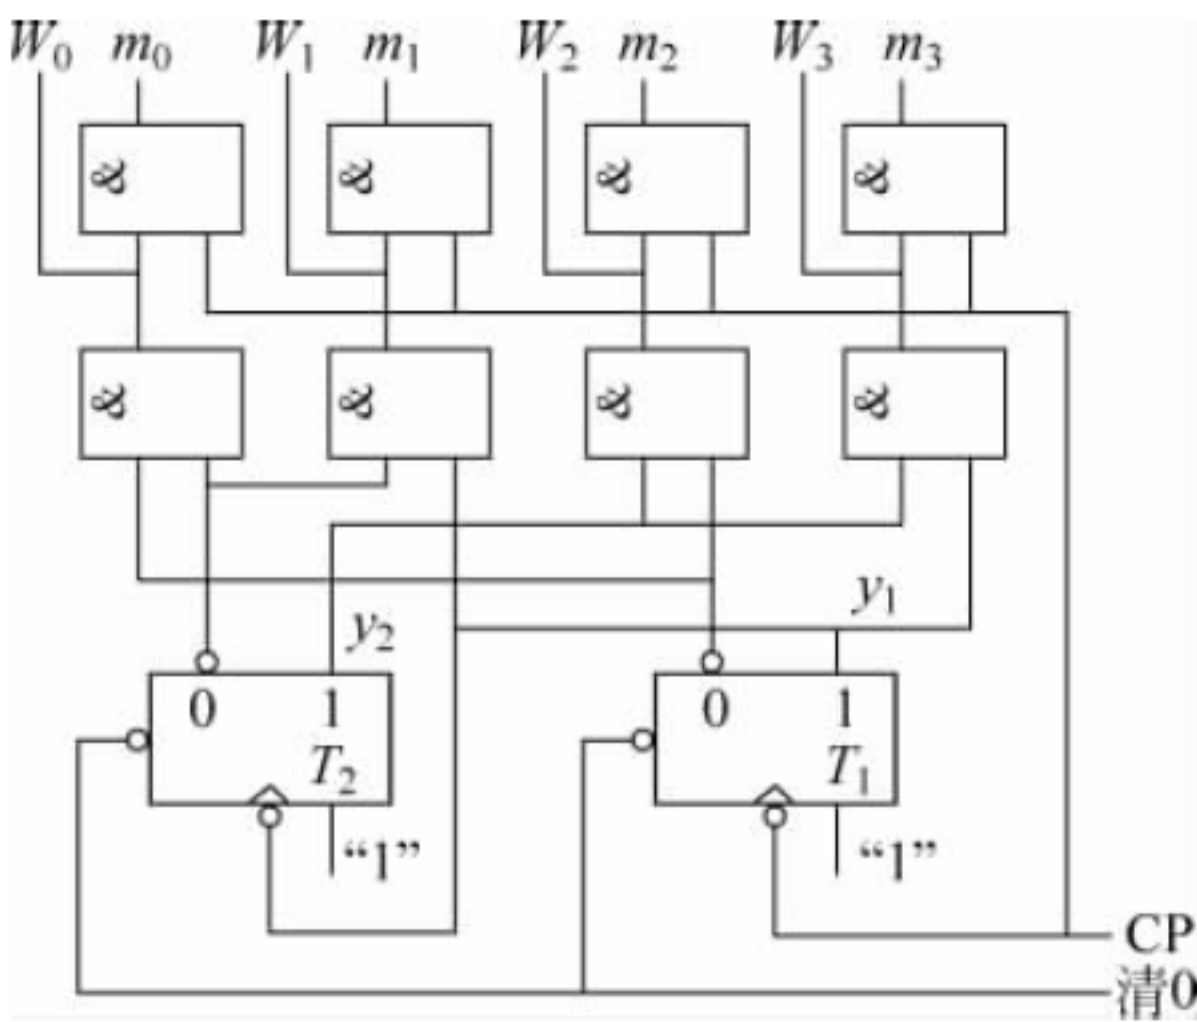 W₀ m₀ W₁ m₁ W₂ m₂ W₃ m₃
& & & &
& & & &
y₂ y₁
0 1 0 1
T₂ T₁
“1” “1”
CP
清0